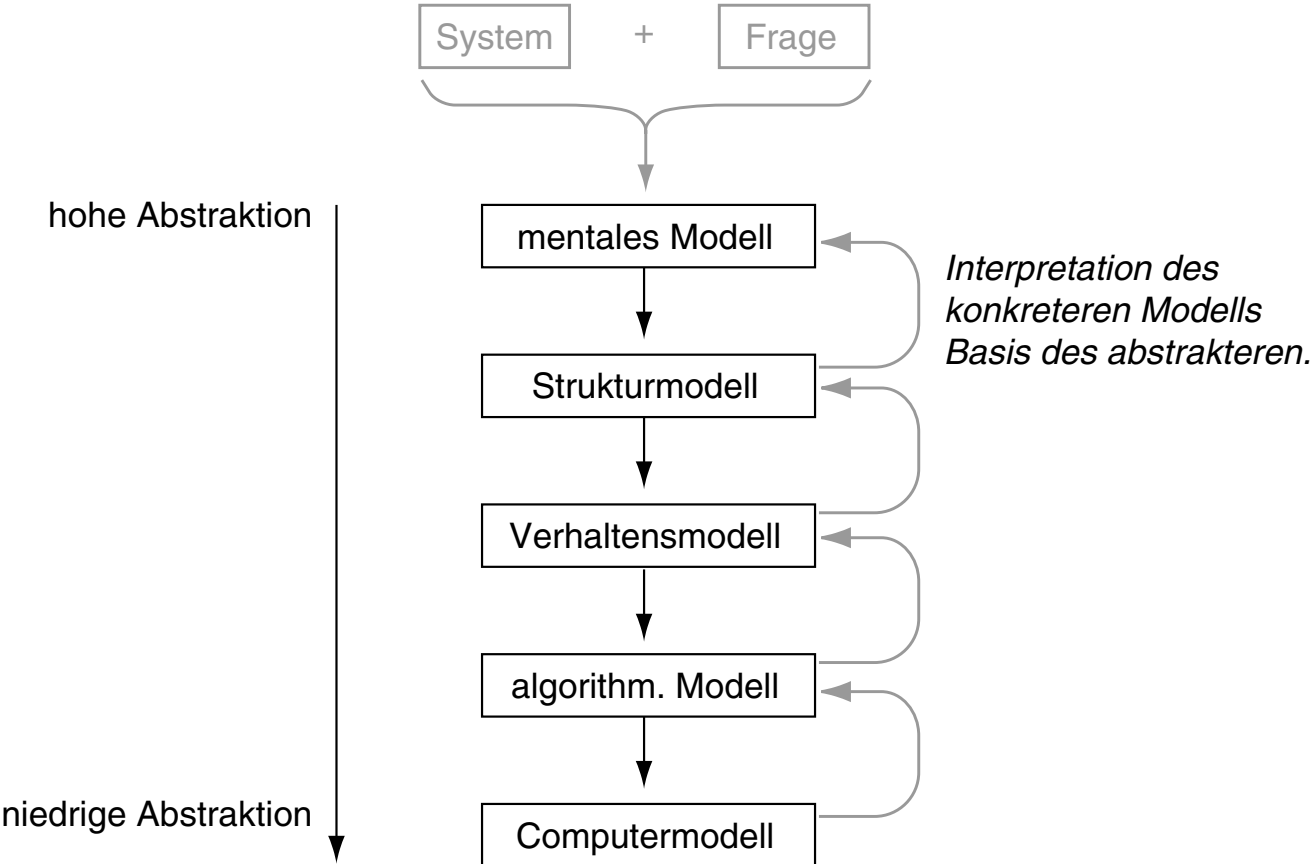 System + Frage
hohe Abstraktion
mentales Modell
Interpretation des
konkreteren Modells
Basis des abstrakteren.
Strukturmodell
Verhaltensmodell
algorithm. Modell
niedrige Abstraktion
Computermodell